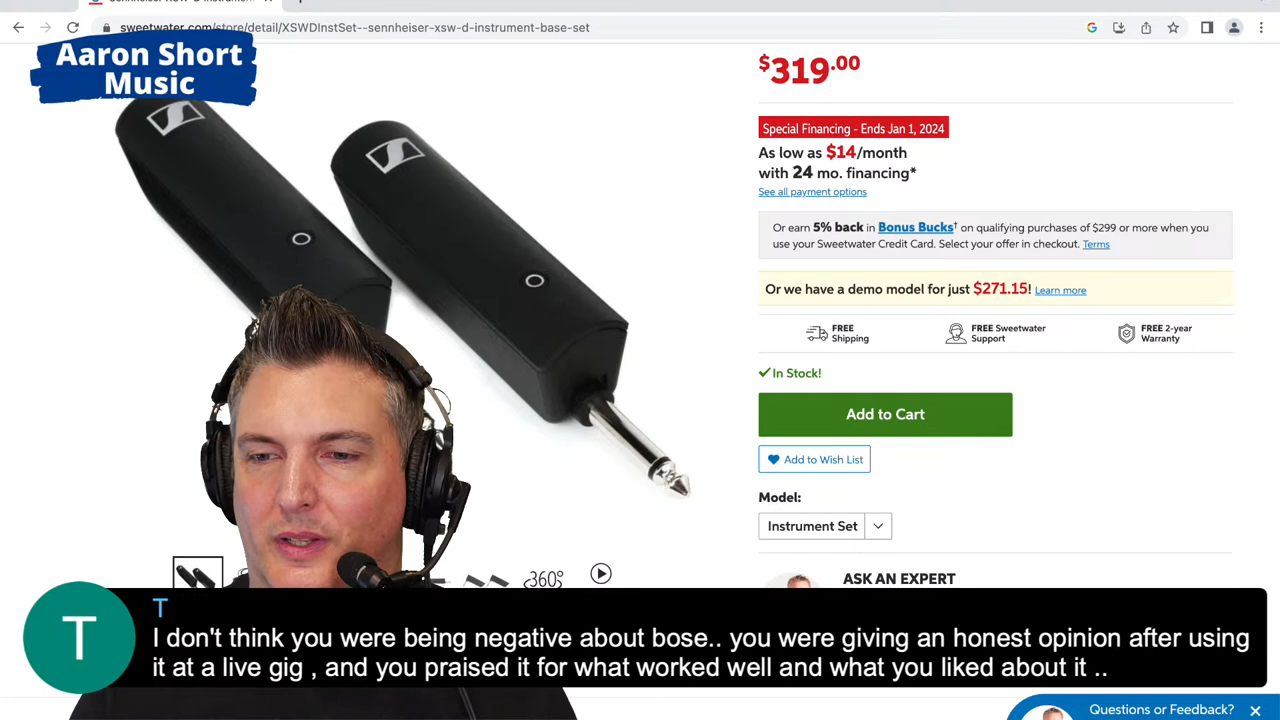 sweetwater.com/store/detail/XSWDInstSet--sennheiser-xsw-d-instrument-base-set
Aaron Short
Music
$319.00
Special Financing - Ends Jan 1, 2024
As low as $14/month
with 24 mo. financing*
See all payment options
Or earn 5% back in Bonus Bucks† on qualifying purchases of $299 or more when you
use your Sweetwater Credit Card. Select your offer in checkout. Terms
Or we have a demo model for just $271.15! Learn more
FREE
Shipping
FREE Sweetwater
Support
FREE 2-year
Warranty
In Stock!
Add to Cart
Add to Wish List
Model:
Instrument Set
360°
ASK AN EXPERT
T
T
I don't think you were being negative about bose.. you were giving an honest opinion after using
it at a live gig , and you praised it for what worked well and what you liked about it ..
Questions or Feedback?